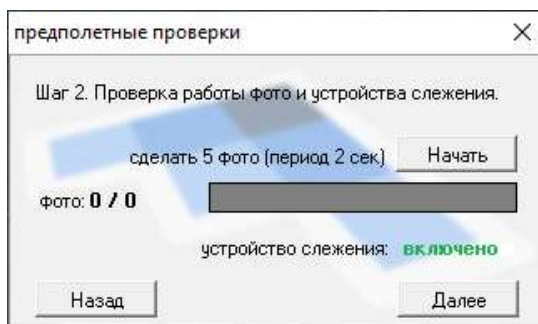 предполетные проверки
Шаг 2. Проверка работы фото и устройства слежения.
сделать 5 фото (период 2 сек) Начать
фото: 0 / 0
устройство слежения: включено
Назад Далее